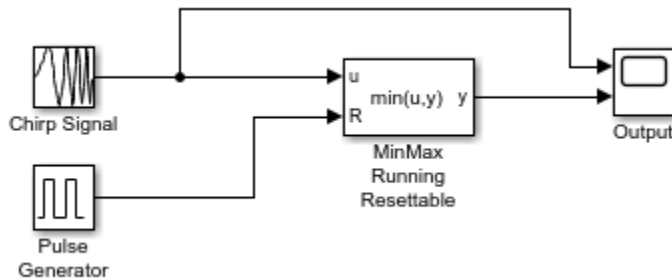 Chirp Signal
u
R
min(u,y)
y
MinMax
Running
Resettable
Output
Pulse
Generator